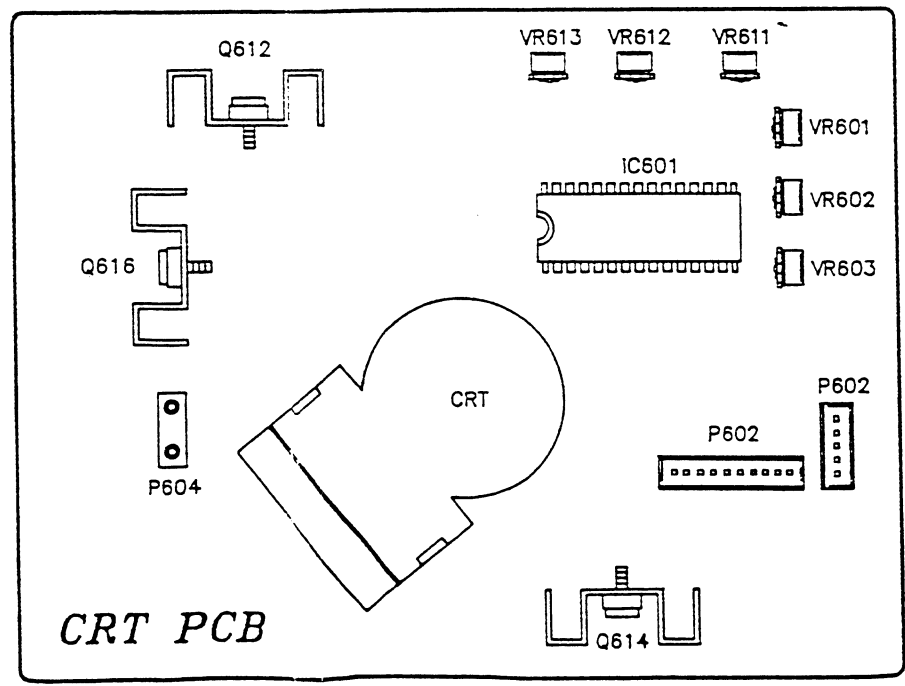 Q612
VR613
VR612
VR611
VR601
IC601
VR602
Q616
VR603
CRT
P602
P602
P604
CRT PCB
Q614